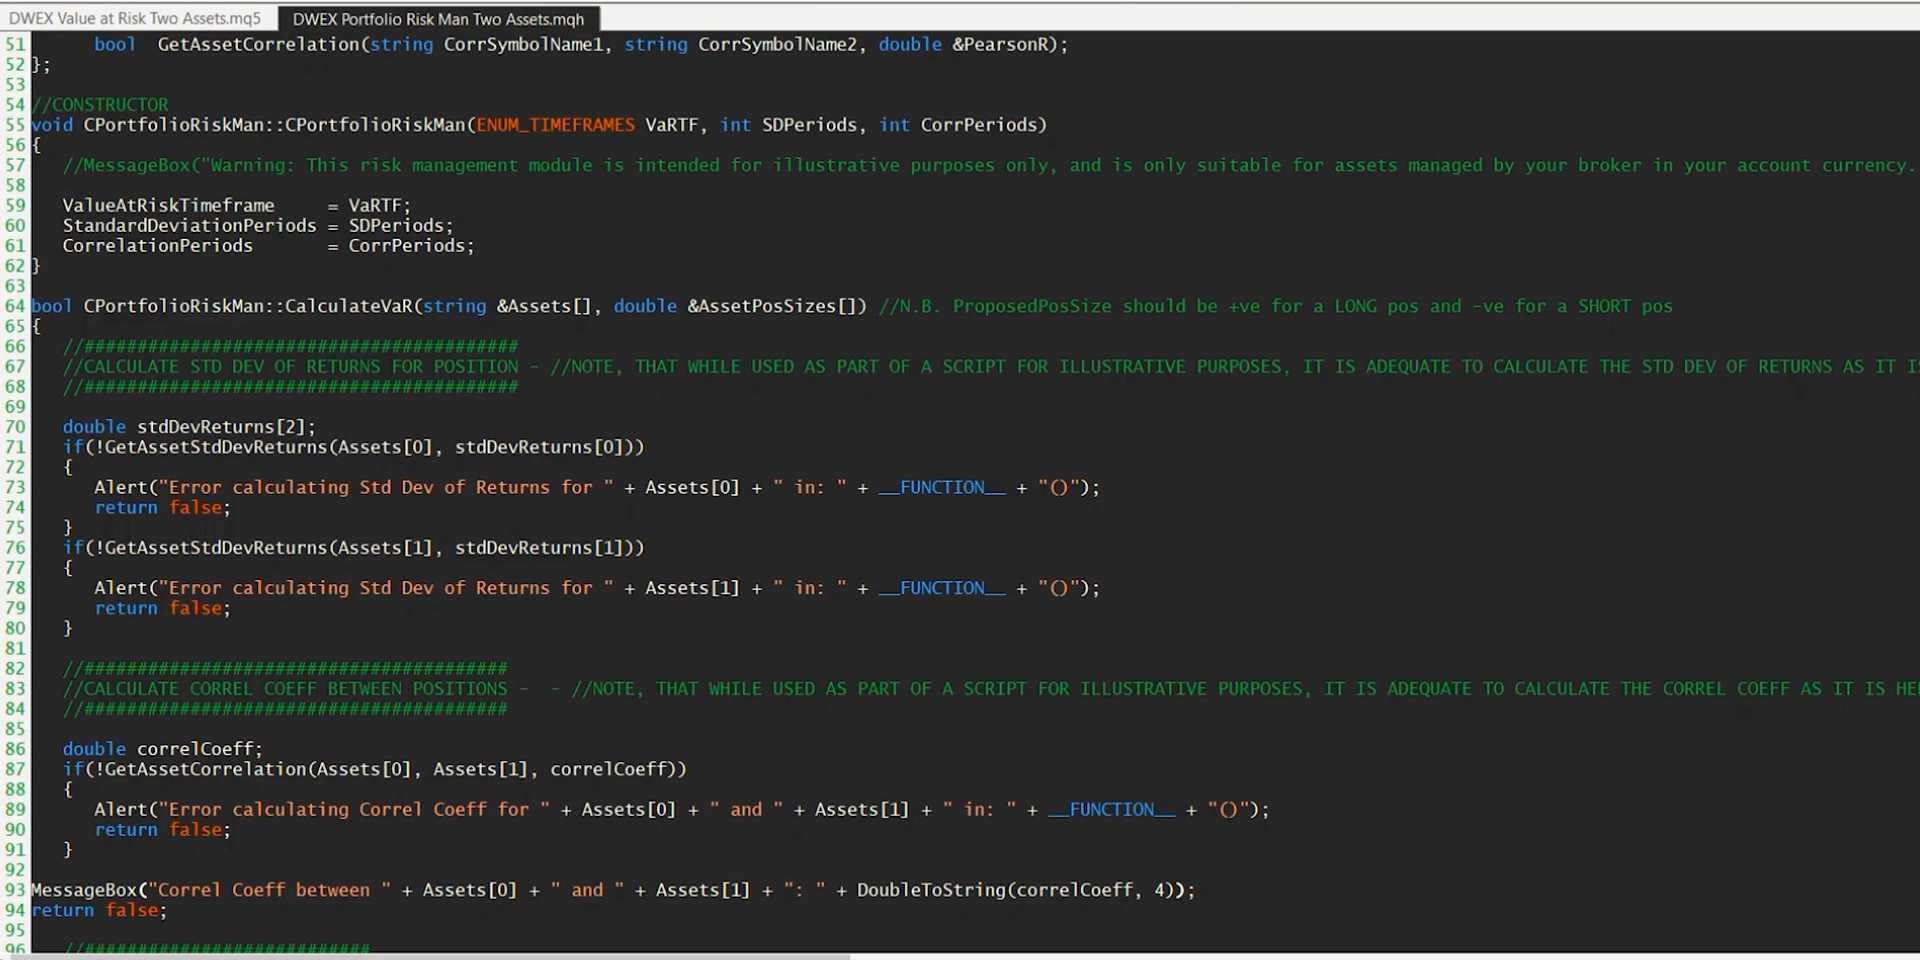 DWEX Value at Risk Two Assets.mq5 DWEX Portfolio Risk Man Two Assets.mqh
51 bool GetAssetCorrelation(string CorrSymbolName1, string CorrSymbolName2, double &PearsonR);
52 };
53
54 //CONSTRUCTOR
55 void CPortfolioRiskMan::CPortfolioRiskMan(ENUM_TIMEFRAMES VaRTF, int SDPeriods, int CorrPeriods)
56 {
57 //MessageBox("Warning: This risk management module is intended for illustrative purposes only, and is only suitable for assets managed by your broker in your account currency.
58
59 ValueAtRiskTimeframe = VaRTF;
60 StandardDeviationPeriods = SDPeriods;
61 CorrelationPeriods = CorrPeriods;
62 }
63
64 bool CPortfolioRiskMan::CalculateVaR(string &Assets[], double &AssetPosSizes[]) //N.B. ProposedPosSize should be +ve for a LONG pos and -ve for a SHORT pos
65 {
66 //#########################################
67 //CALCULATE STD DEV OF RETURNS FOR POSITION - //NOTE, THAT WHILE USED AS PART OF A SCRIPT FOR ILLUSTRATIVE PURPOSES, IT IS ADEQUATE TO CALCULATE THE STD DEV OF RETURNS AS IT IS
68 //#########################################
69
70 double stdDevReturns[2];
71 if(!GetAssetStdDevReturns(Assets[0], stdDevReturns[0]))
72 {
73 Alert("Error calculating Std Dev of Returns for " + Assets[0] + " in: " + __FUNCTION__ + "()");
74 return false;
75 }
76 if(!GetAssetStdDevReturns(Assets[1], stdDevReturns[1]))
77 {
78 Alert("Error calculating Std Dev of Returns for " + Assets[1] + " in: " + __FUNCTION__ + "()");
79 return false;
80 }
81
82 //########################################
83 //CALCULATE CORREL COEFF BETWEEN POSITIONS - - //NOTE, THAT WHILE USED AS PART OF A SCRIPT FOR ILLUSTRATIVE PURPOSES, IT IS ADEQUATE TO CALCULATE THE CORREL COEFF AS IT IS HE
84 //########################################
85
86 double correlCoeff;
87 if(!GetAssetCorrelation(Assets[0], Assets[1], correlCoeff))
88 {
89 Alert("Error calculating Correl Coeff for " + Assets[0] + " and " + Assets[1] + " in: " + __FUNCTION__ + "()");
90 return false;
91 }
92
93 MessageBox("Correl Coeff between " + Assets[0] + " and " + Assets[1] + ": " + DoubleToString(correlCoeff, 4));
94 return false;
95
96 //###########################